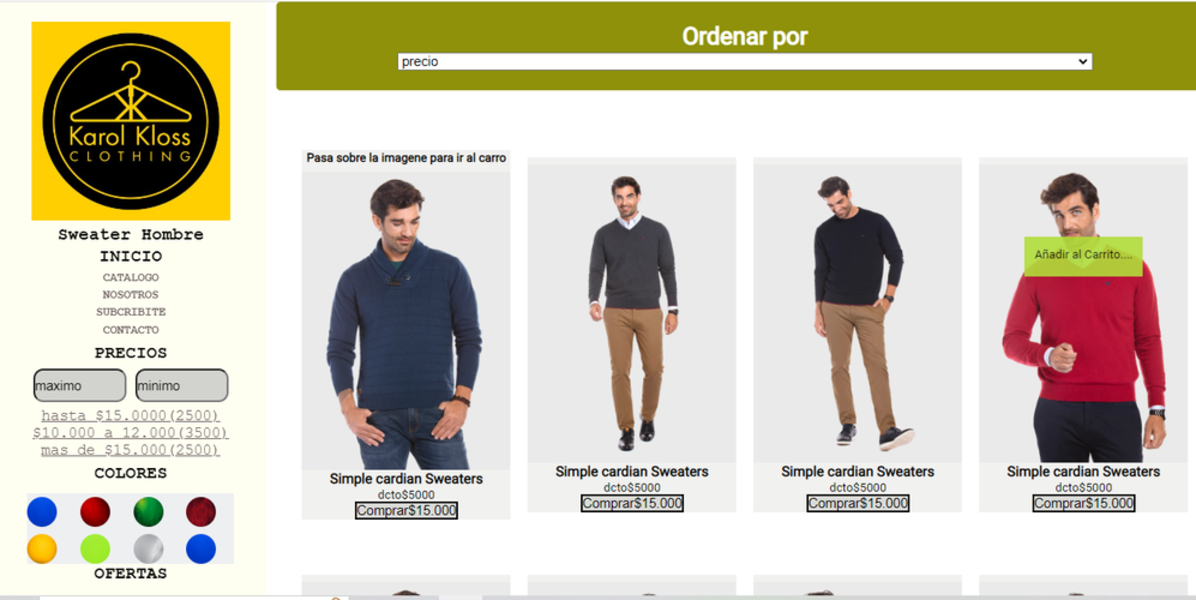 Karol Kloss
CLOTHING
Sweater Hombre
INICIO
CATALOGO
NOSOTROS
SUBCRIBITE
CONTACTO
PRECIOS
maximo minimo
hasta $15.0000(2500)
$10.000 a 12.000(3500)
mas de $15.000(2500)
COLORES
OFERTAS
Ordenar por
precio
Pasa sobre la imagene para ir al carro
Añadir al Carrito....
Simple cardian Sweaters
dcto$5000
Comprar$15.000
Simple cardian Sweaters
dcto$5000
Comprar$15.000
Simple cardian Sweaters
dcto$5000
Comprar$15.000
Simple cardian Sweaters
dcto$5000
Comprar$15.000